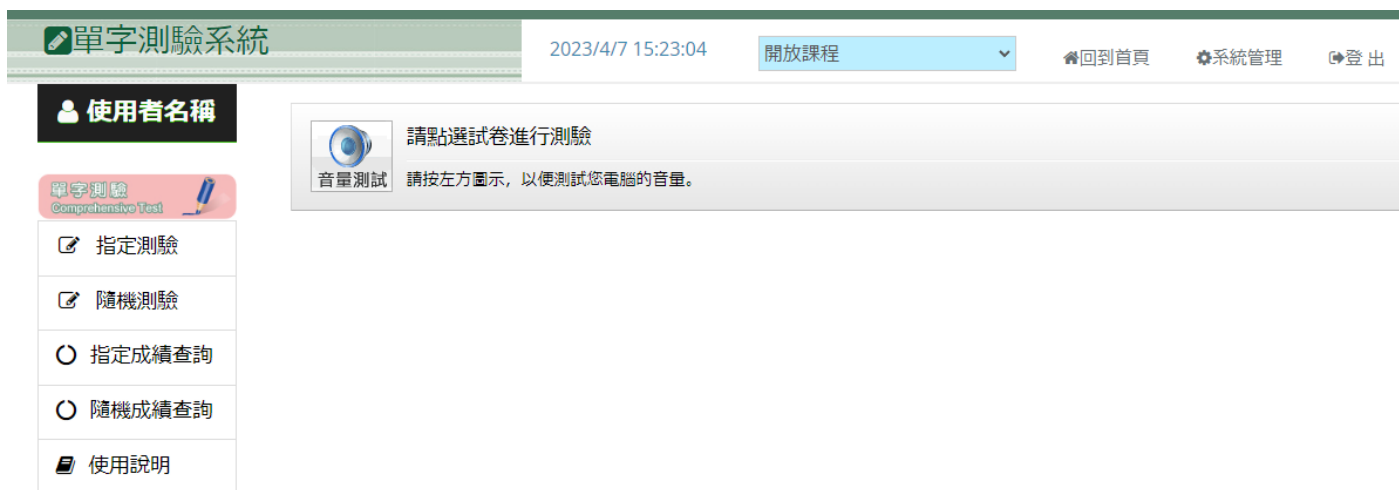 單字測驗系統
2023/4/7 15:23:04
開放課程
回到首頁
系統管理
登 出
使用者名稱
請點選試卷進行測驗
音量測試
請按左方圖示，以便測試您電腦的音量。
單字測驗
Comprehensive Test
指定測驗
隨機測驗
指定成績查詢
隨機成績查詢
使用說明